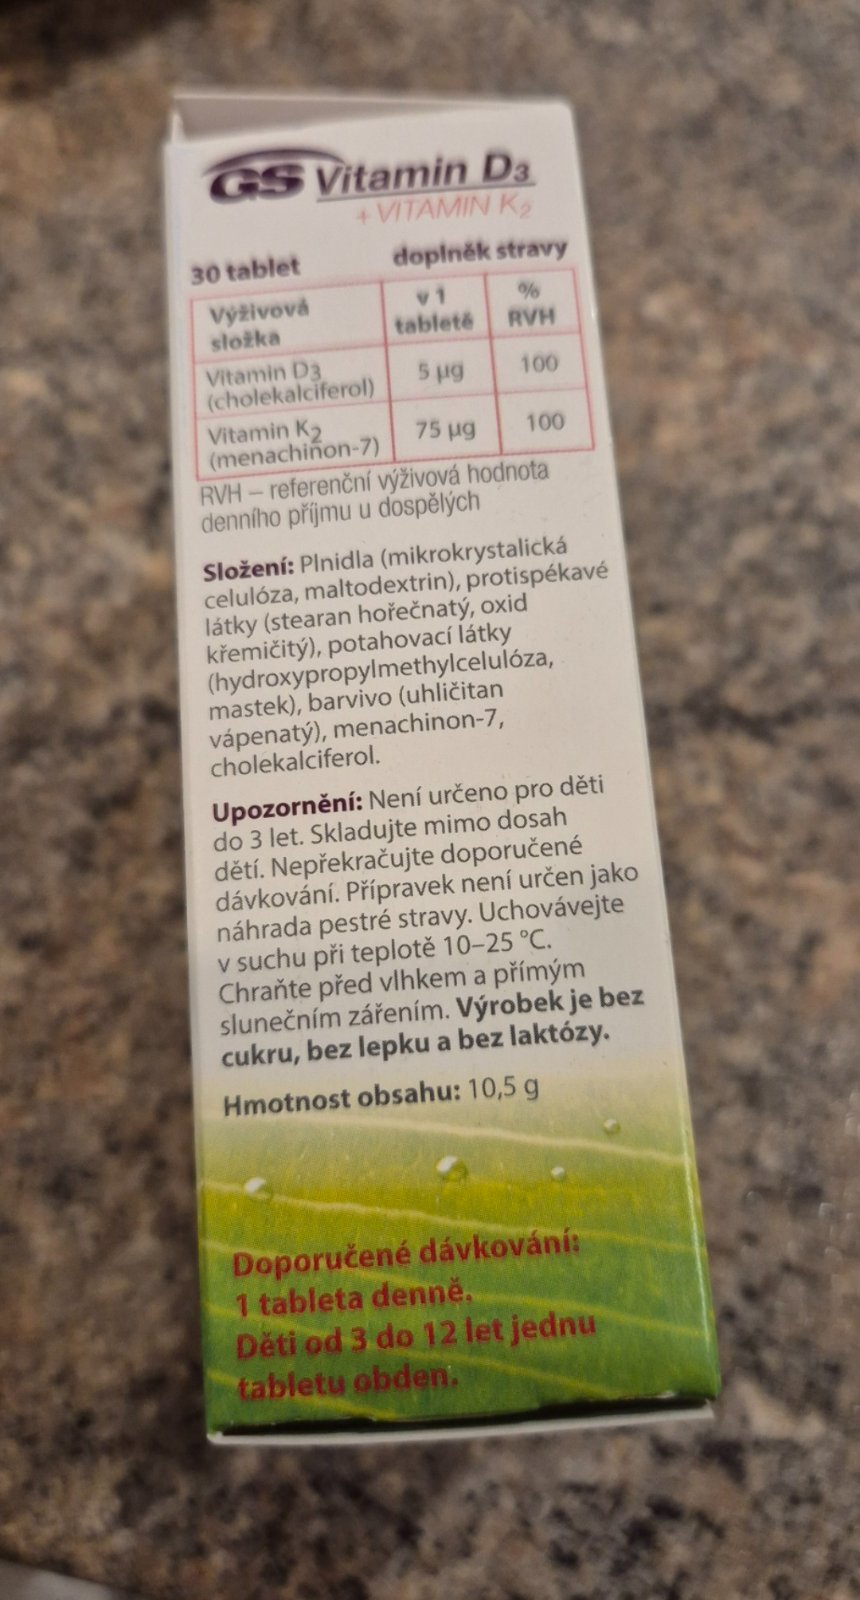 GS Vitamin D3
+ VITAMIN K2
30 tablet doplněk stravy
Výživová složka v 1 tabletě % RVH
Vitamin D3 (cholekalciferol) 5 µg 100
Vitamin K2 (menachinon-7) 75 µg 100
RVH – referenční výživová hodnota
denního příjmu u dospělých
Složení: Plnidla (mikrokrystalická
celulóza, maltodextrin), protispékavé
látky (stearan hořečnatý, oxid
křemičitý), potahovací látky
(hydroxypropylmethylcelulóza,
mastek), barvivo (uhličitan
vápenatý), menachinon-7,
cholekalciferol.
Upozornění: Není určeno pro děti
do 3 let. Skladujte mimo dosah
dětí. Nepřekračujte doporučené
dávkování. Přípravek není určen jako
náhrada pestré stravy. Uchovávejte
v suchu při teplotě 10–25 °C.
Chraňte před vlhkem a přímým
slunečním zářením. Výrobek je bez
cukru, bez lepku a bez laktózy.
Hmotnost obsahu: 10,5 g
Doporučené dávkování:
1 tableta denně.
Děti od 3 do 12 let jednu
tabletu obden.